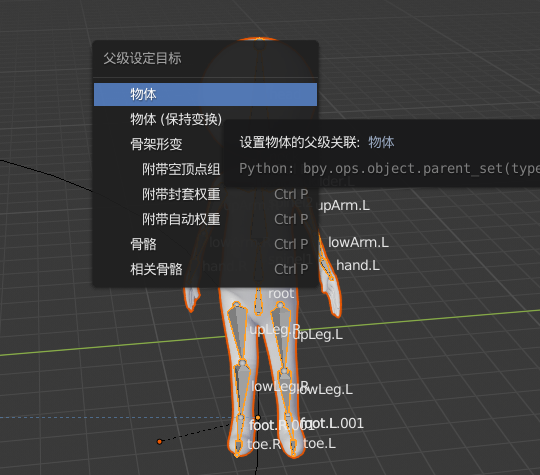 父级设定目标
物体
物体 (保持变换)
设置物体的父级关联: 物体
骨架形变
Python: bpy.ops.object.parent_set(type
附带空顶点组
附带封套权重 Ctrl P
upArm.L
附带自动权重 Ctrl P
骨骼 Ctrl P
lowArm.L
相关骨骼 Ctrl P
hand.L
root
upLeg.R
upLeg.L
lowLeg.R
lowLeg.L
foot.R.001
foot.L.001
toe.R
toe.L